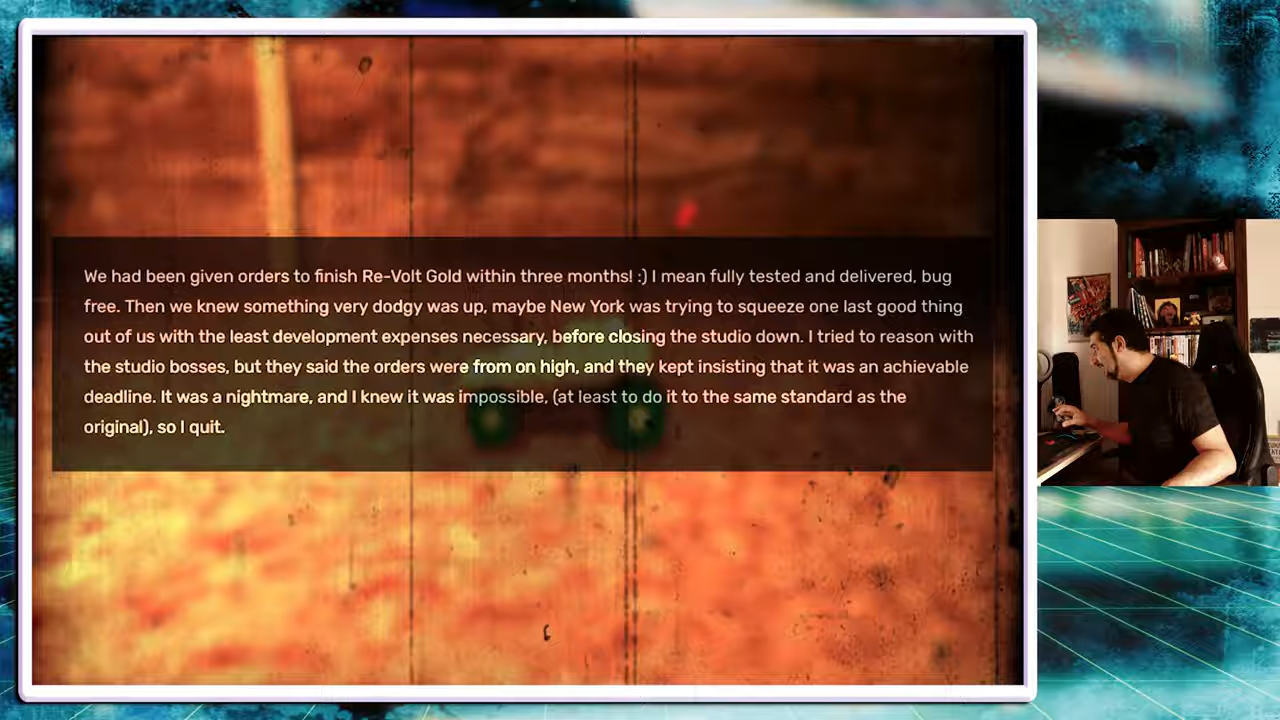 We had been given orders to finish Re-Volt Gold within three months! :) I mean fully tested and delivered, bug
free. Then we knew something very dodgy was up, maybe New York was trying to squeeze one last good thing
out of us with the least development expenses necessary, before closing the studio down. I tried to reason with
the studio bosses, but they said the orders were from on high, and they kept insisting that it was an achievable
deadline. It was a nightmare, and I knew it was impossible, (at least to do it to the same standard as the
original), so I quit.